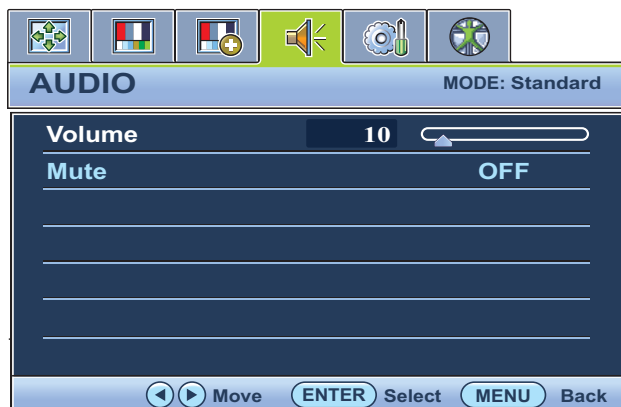 AUDIO MODE: Standard
Volume 10
Mute OFF
Move ENTER Select MENU Back